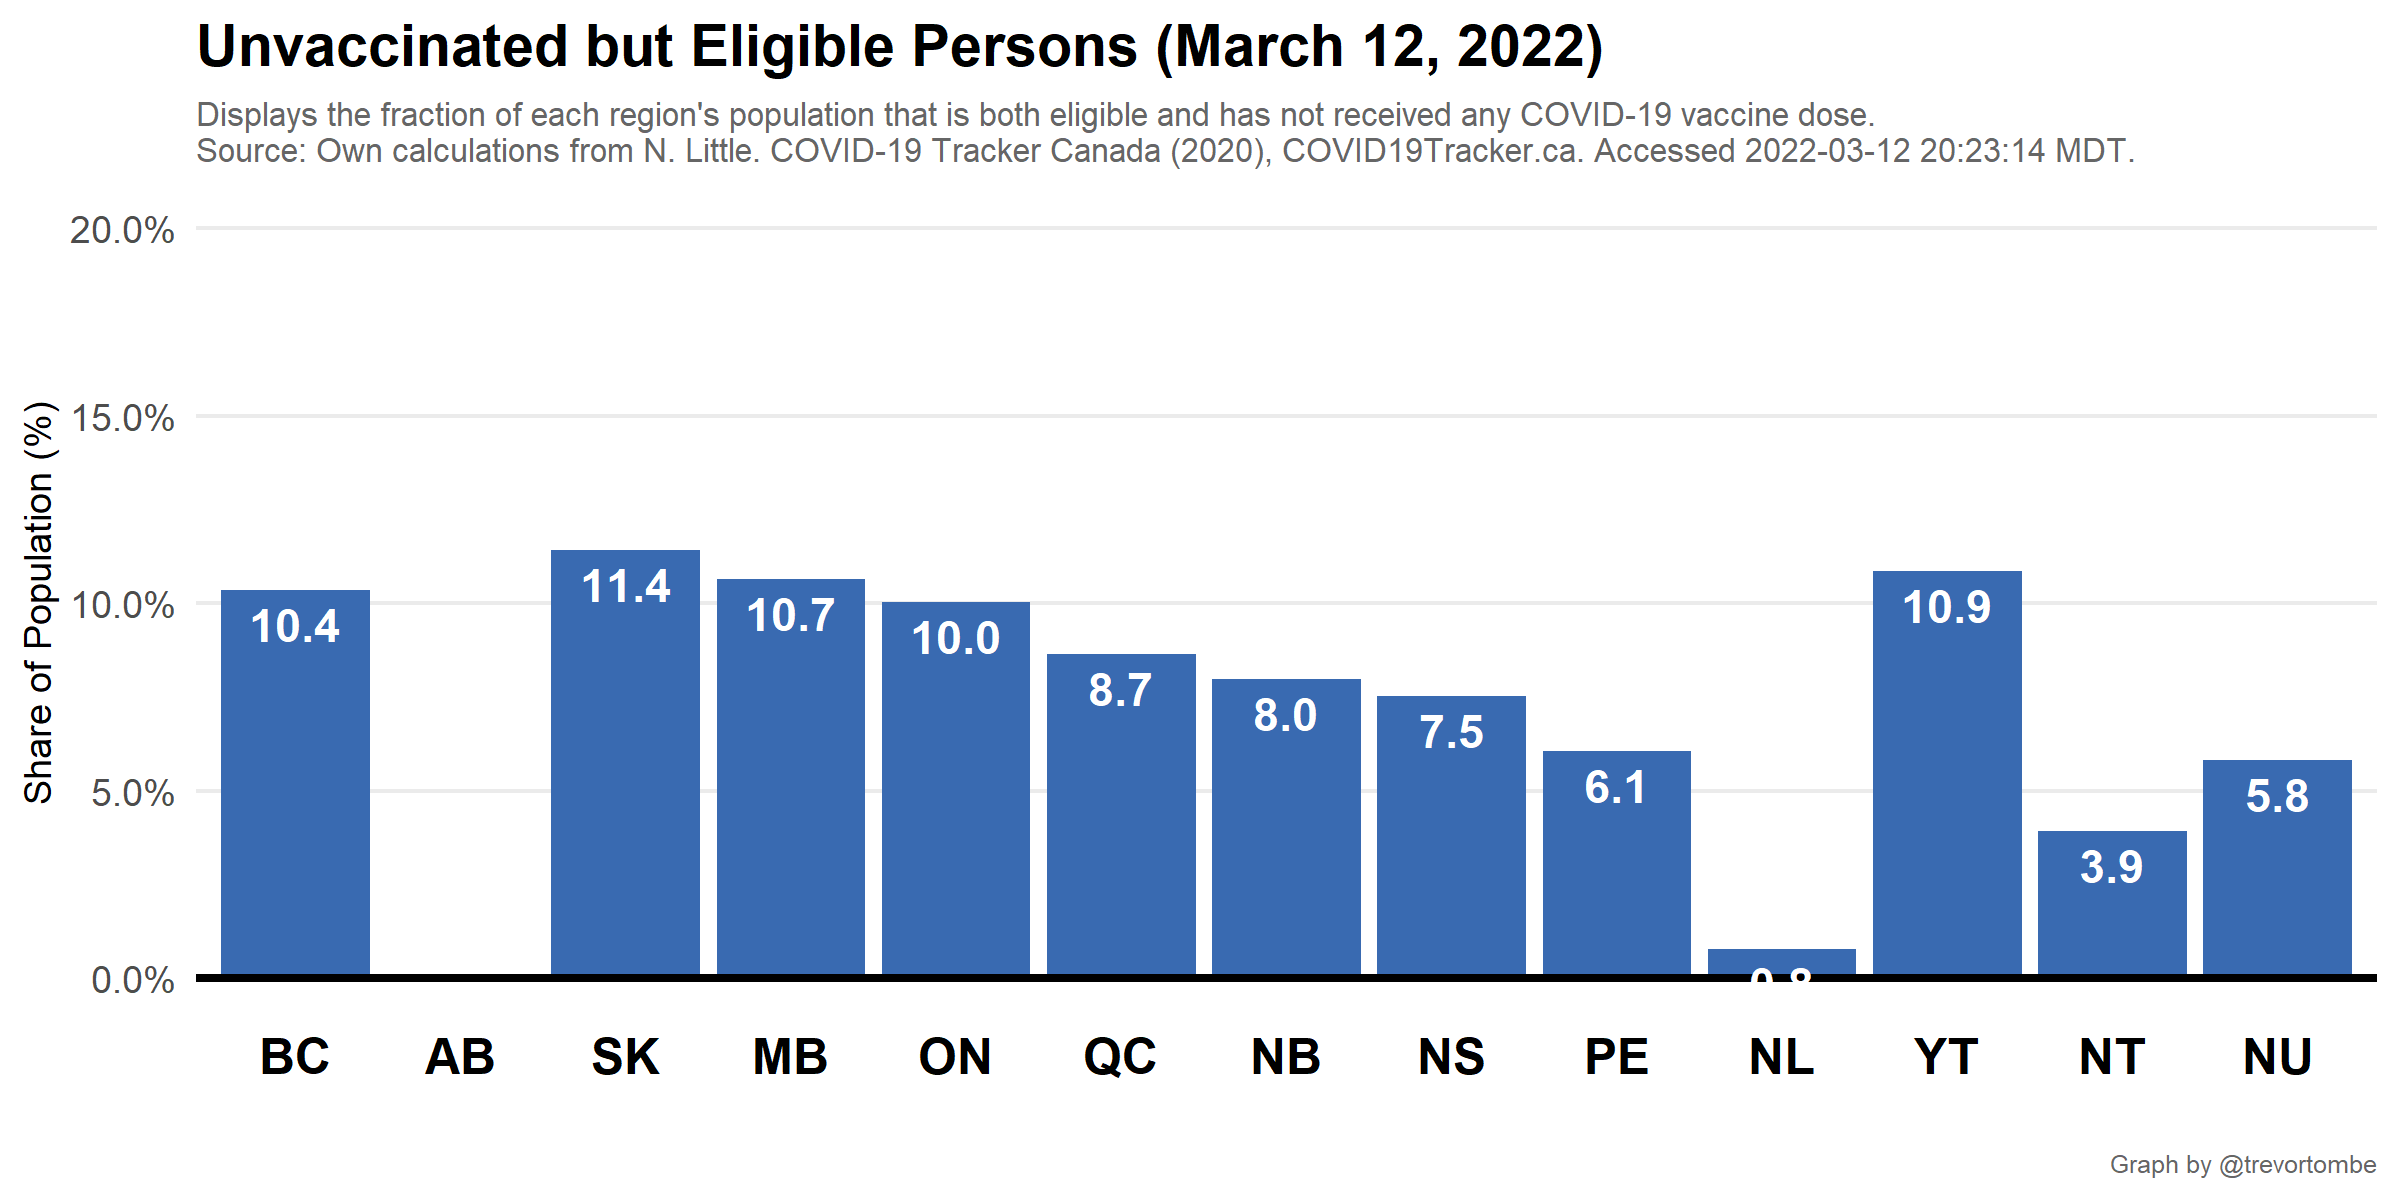 Unvaccinated but Eligible Persons (March 12, 2022)
Displays the fraction of each region's population that is both eligible and has not received any COVID-19 vaccine dose.
Source: Own calculations from N. Little. COVID-19 Tracker Canada (2020), COVID19Tracker.ca. Accessed 2022-03-12 20:23:14 MDT.
Share of Population (%)
20.0%
15.0%
10.0%
5.0%
0.0%
10.4
11.4
10.7
10.0
8.7
8.0
7.5
6.1
0.8
10.9
3.9
5.8
BC AB SK MB ON QC NB NS PE NL YT NT NU
Graph by @trevortombe